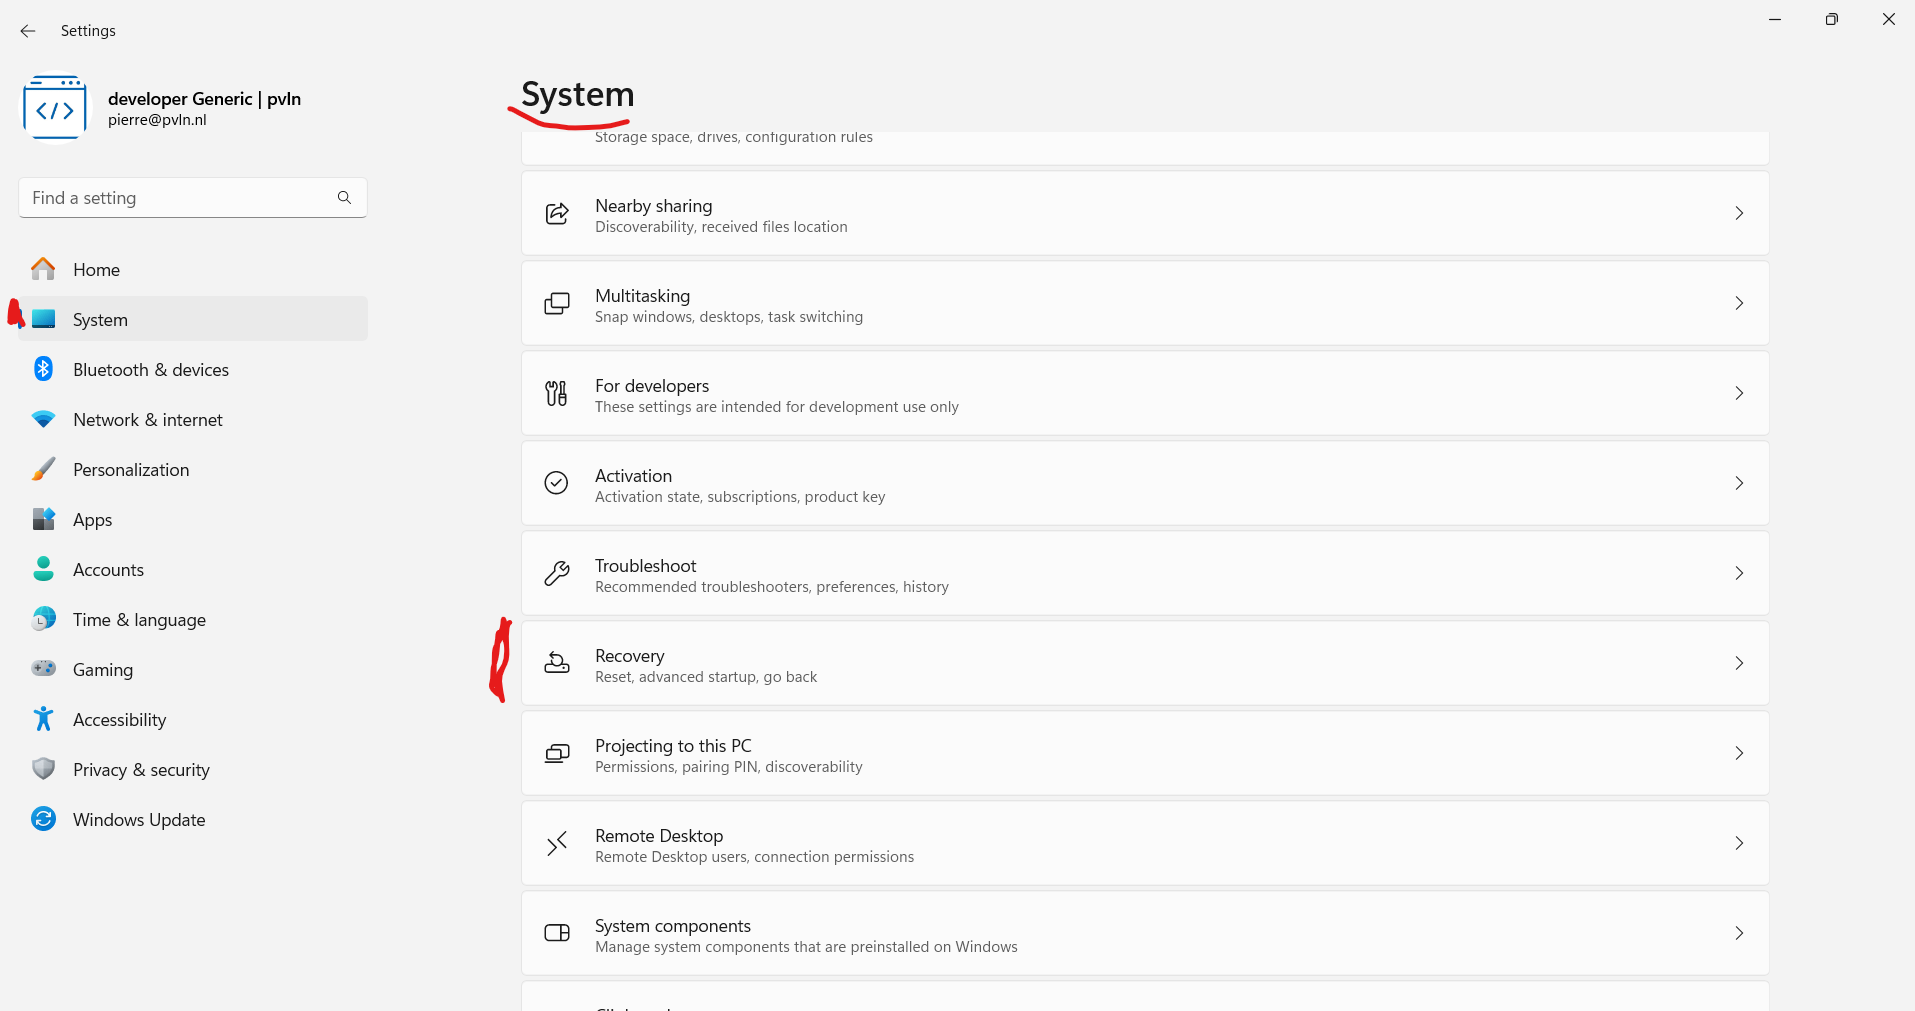 Settings
developer Generic | pvln
pierre@pvln.nl
Find a setting
Home
System
Bluetooth & devices
Network & internet
Personalization
Apps
Accounts
Time & language
Gaming
Accessibility
Privacy & security
Windows Update
System
Storage space, drives, configuration rules
Nearby sharing
Discoverability, received files location
Multitasking
Snap windows, desktops, task switching
For developers
These settings are intended for development use only
Activation
Activation state, subscriptions, product key
Troubleshoot
Recommended troubleshooters, preferences, history
Recovery
Reset, advanced startup, go back
Projecting to this PC
Permissions, pairing PIN, discoverability
Remote Desktop
Remote Desktop users, connection permissions
System components
Manage system components that are preinstalled on Windows